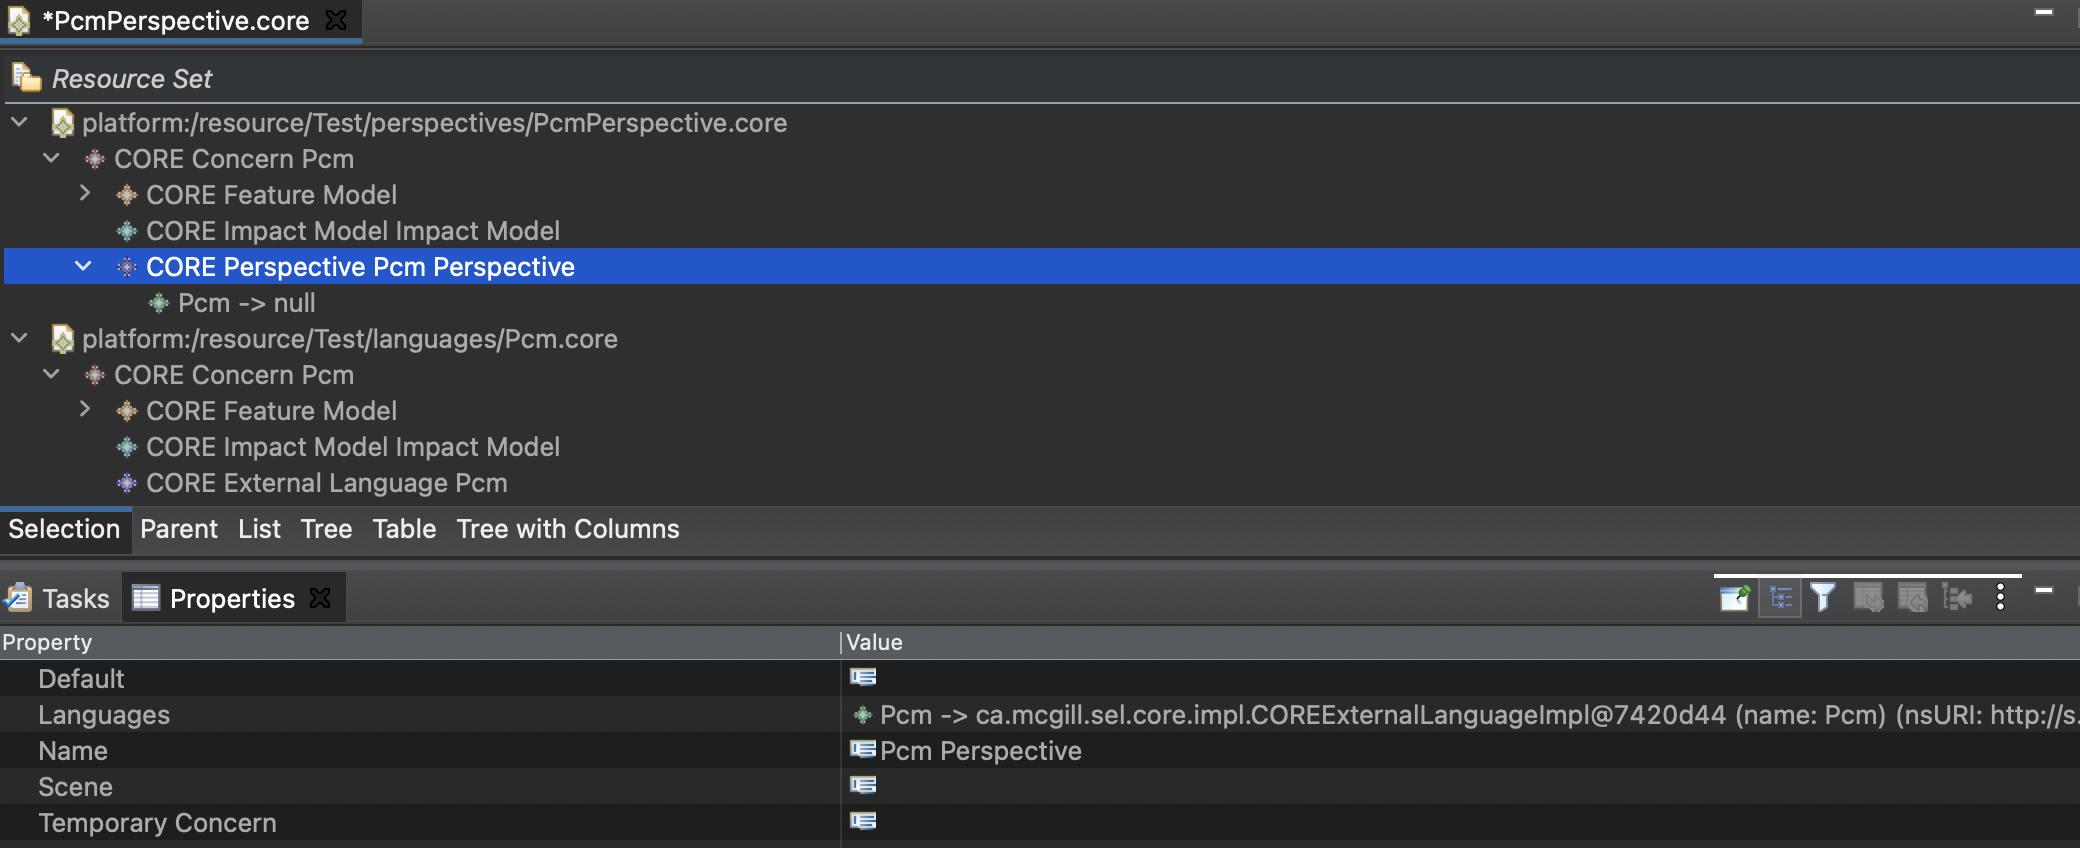 *PcmPerspective.core
Resource Set
platform:/resource/Test/perspectives/PcmPerspective.core
CORE Concern Pcm
CORE Feature Model
CORE Impact Model Impact Model
CORE Perspective Pcm Perspective
Pcm -> null
platform:/resource/Test/languages/Pcm.core
CORE Concern Pcm
CORE Feature Model
CORE Impact Model Impact Model
CORE External Language Pcm
Selection Parent List Tree Table Tree with Columns
Tasks Properties
Property Value
Default
Languages Pcm -> ca.mcgill.sel.core.impl.COREExternalLanguageImpl@7420d44 (name: Pcm) (nsURI: http://s.
Name Pcm Perspective
Scene
Temporary Concern